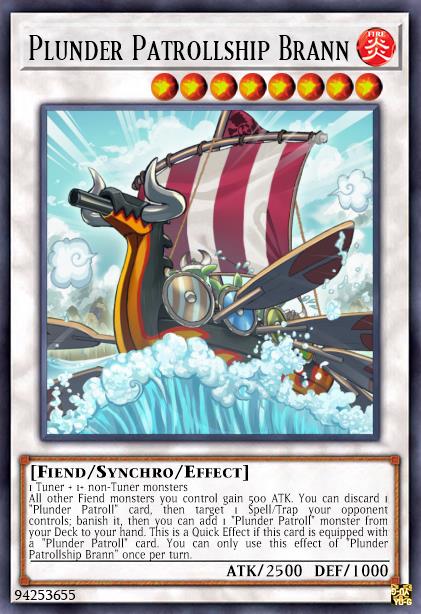 Plunder Patrollship Brann
FIRE
炎
[Fiend/Synchro/Effect]
1 Tuner + 1+ non-Tuner monsters
All other Fiend monsters you control gain 500 ATK. You can discard 1
"Plunder Patroll" card, then target 1 Spell/Trap your opponent
controls; banish it, then you can add 1 "Plunder Patroll" monster from
your Deck to your hand. This is a Quick Effect if this card is equipped
with a "Plunder Patroll" card. You can only use this effect of "Plunder
Patrollship Brann" once per turn.
ATK/2500 DEF/1000
94253655